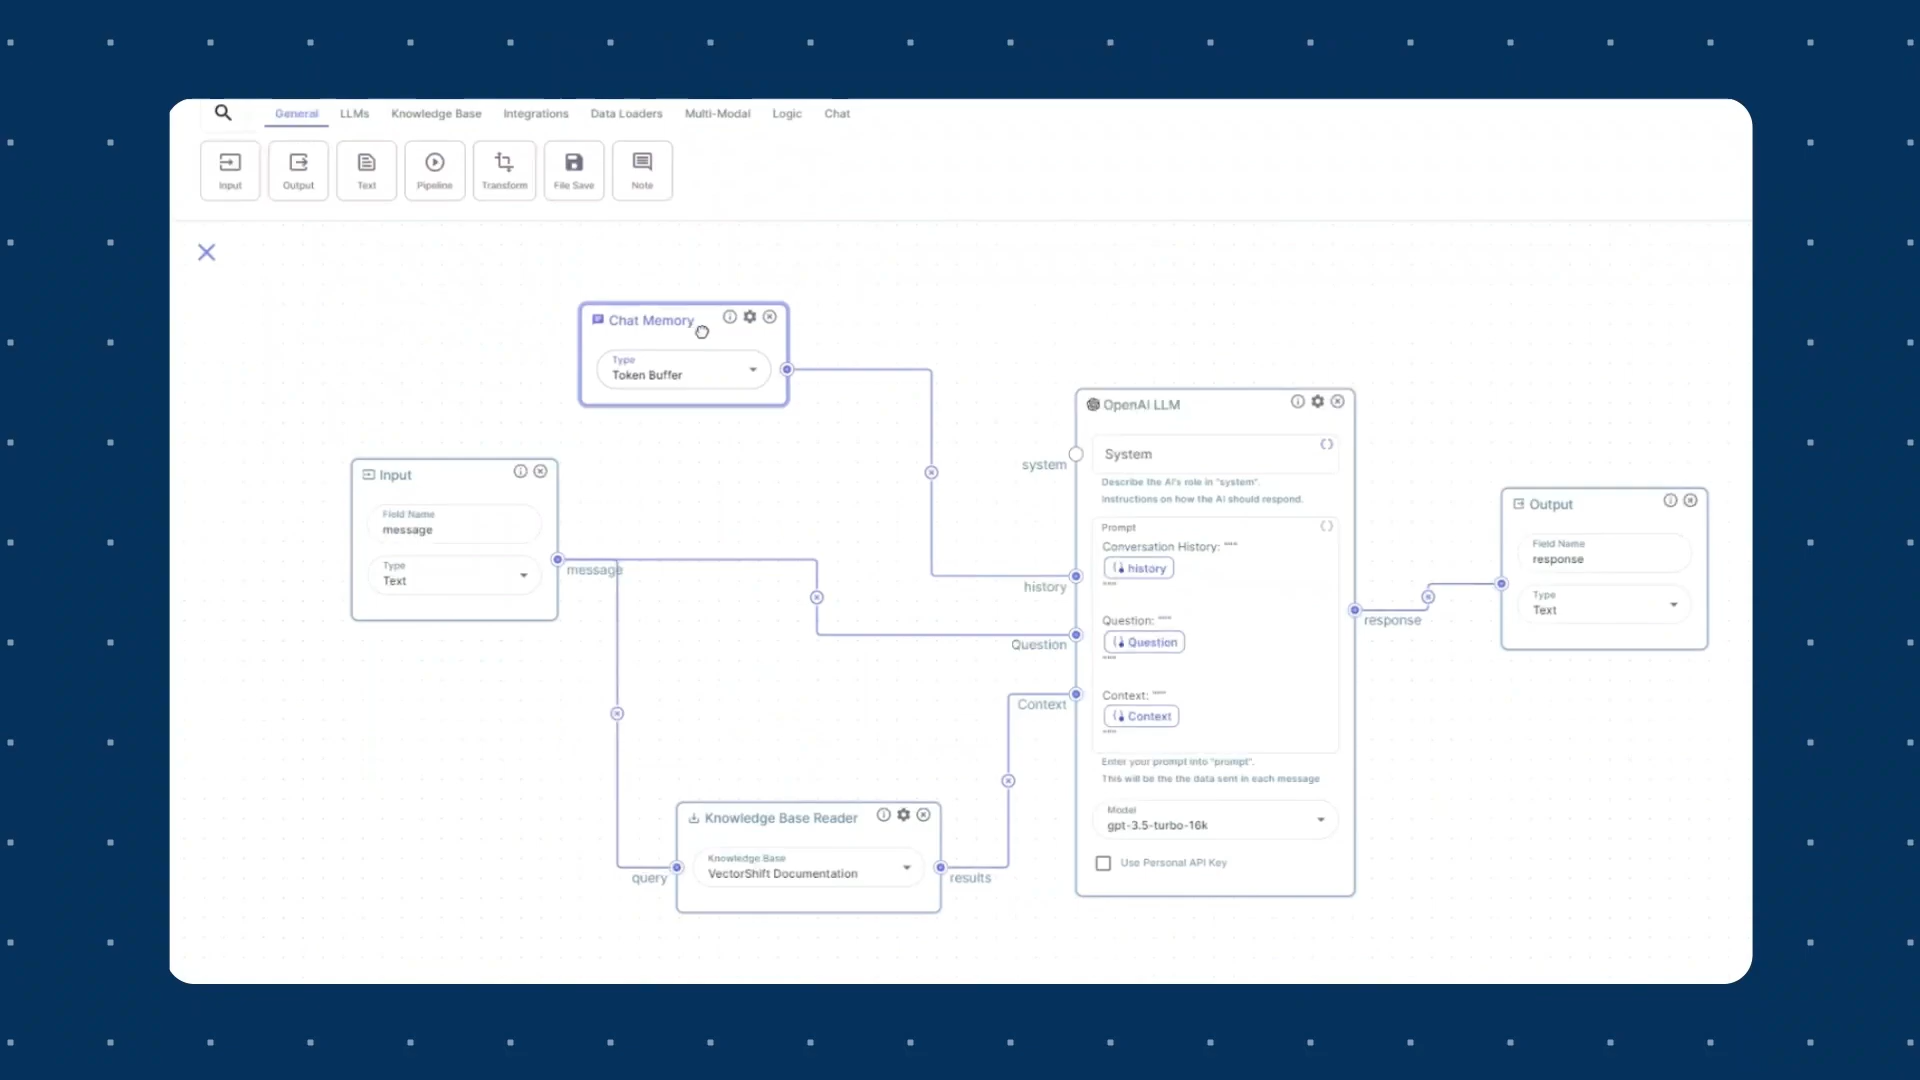 General LLMs Knowledge Base Integrations Data Loaders Multi-Modal Logic Chat
Input Output Text Pipeline Transform File Save Note
Chat Memory
Type
Token Buffer
Input
Field Name
message
Type
Text
message
OpenAI LLM
system
System
Describe the AI's role in "system".
Instructions on how the AI should respond.
Prompt
Conversation History: """
history
"""
history
Question: """
Question
"""
Question
Context: """
Context
"""
Context
Enter your prompt into "prompt".
This will be the the data sent in each message
Model
gpt-3.5-turbo-16k
Use Personal API Key
response
Output
Field Name
response
Type
Text
Knowledge Base Reader
Knowledge Base
VectorShift Documentation
query
results